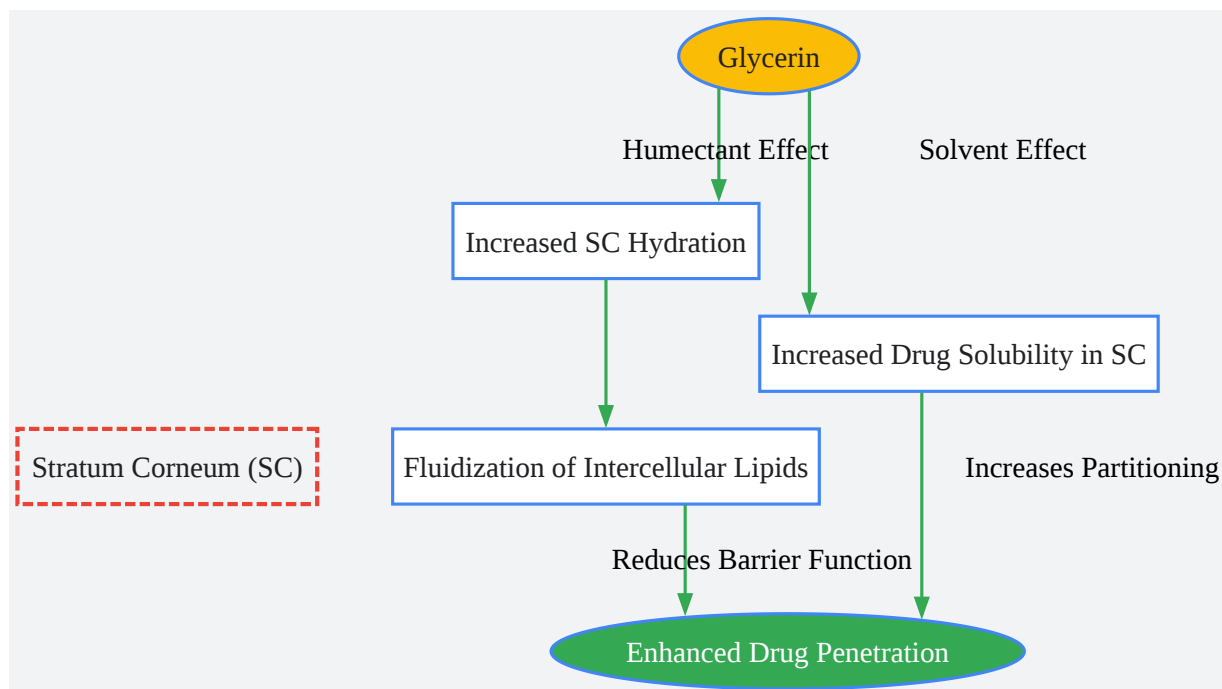 Glycerin
Humectant Effect
Solvent Effect
Increased SC Hydration
Increased Drug Solubility in SC
Stratum Corneum (SC)
Fluidization of Intercellular Lipids
Increases Partitioning
Reduces Barrier Function
Enhanced Drug Penetration